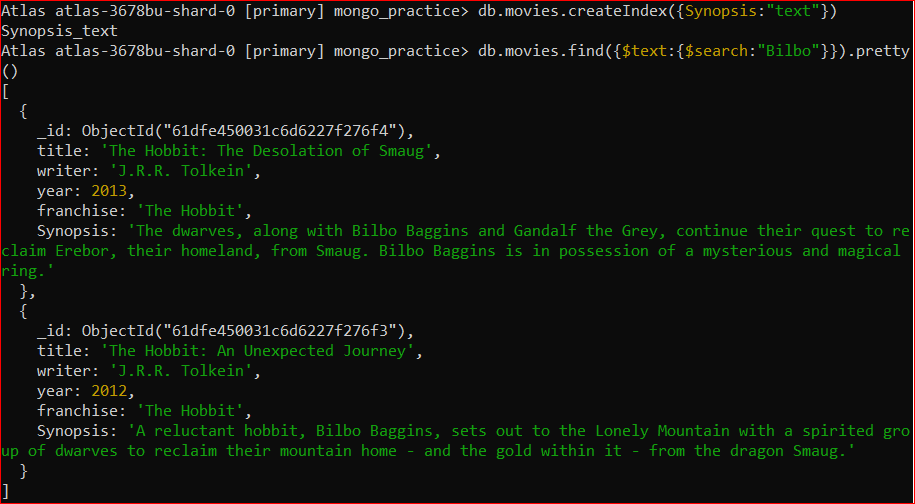 Atlas atlas-3678bu-shard-0 [primary] mongo_practice> db.movies.createIndex({Synopsis:"text"})
Synopsis_text
Atlas atlas-3678bu-shard-0 [primary] mongo_practice> db.movies.find({$text:{$search:"Bilbo"}}).pretty
()
[
  {
    _id: ObjectId("61dfe450031c6d6227f276f4"),
    title: 'The Hobbit: The Desolation of Smaug',
    writer: 'J.R.R. Tolkein',
    year: 2013,
    franchise: 'The Hobbit',
    Synopsis: 'The dwarves, along with Bilbo Baggins and Gandalf the Grey, continue their quest to re
claim Erebor, their homeland, from Smaug. Bilbo Baggins is in possession of a mysterious and magical
ring.'
  },
  {
    _id: ObjectId("61dfe450031c6d6227f276f3"),
    title: 'The Hobbit: An Unexpected Journey',
    writer: 'J.R.R. Tolkein',
    year: 2012,
    franchise: 'The Hobbit',
    Synopsis: 'A reluctant hobbit, Bilbo Baggins, sets out to the Lonely Mountain with a spirited gro
up of dwarves to reclaim their mountain home - and the gold within it - from the dragon Smaug.'
  }
]